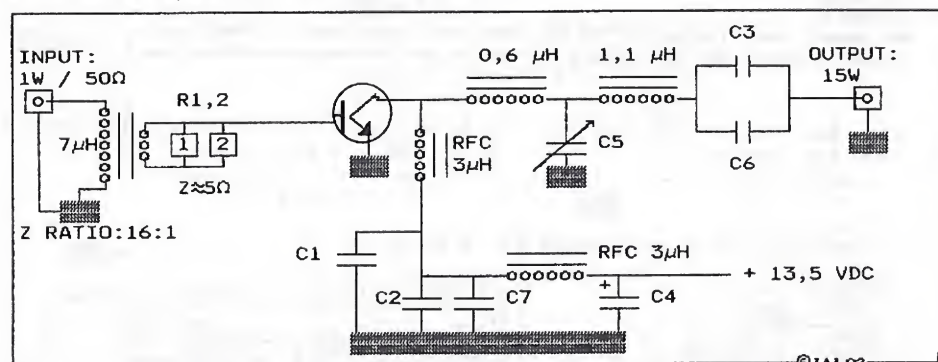 INPUT:
1W / 50Ω
7μH
R1,2
1 2
Z≈5Ω
Z RATIO:16:1
RFC
3μH
0,6 μH
1,1 μH
C5
C3
C6
OUTPUT:
15W
C1
C2
C7
RFC 3μH
+
C4
+ 13,5 VDC